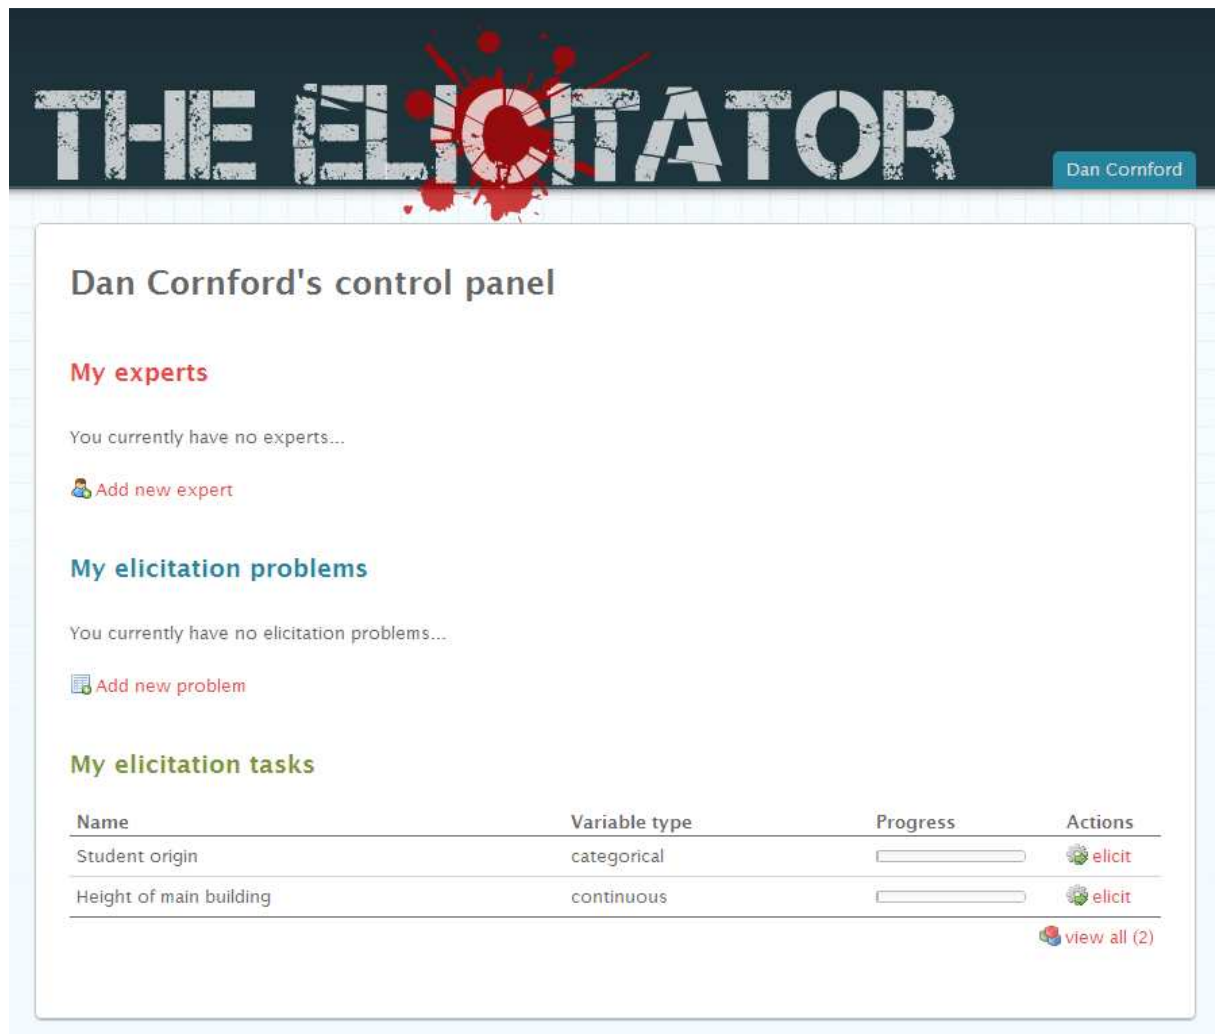 THE ELICITATOR
Dan Cornford
Dan Cornford's control panel
My experts
You currently have no experts...
Add new expert
My elicitation problems
You currently have no elicitation problems...
Add new problem
My elicitation tasks
Name Variable type Progress Actions
Student origin categorical elicit
Height of main building continuous elicit
view all (2)